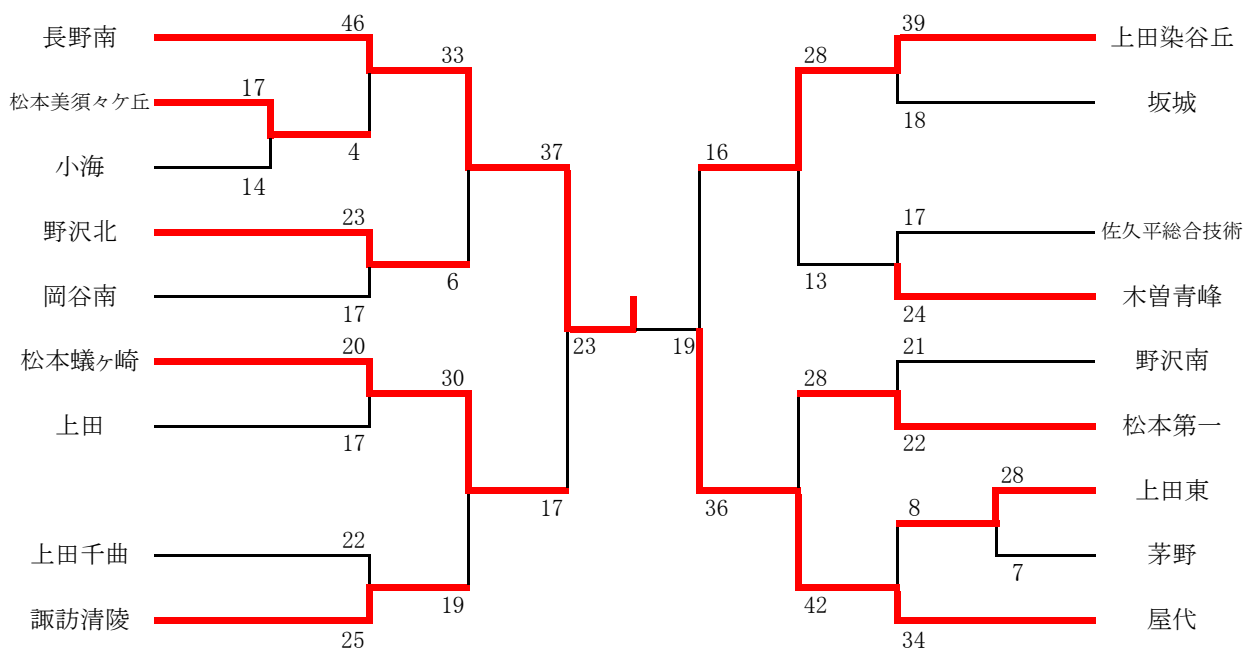 長野南
松本美須々ケ丘
小海
野沢北
岡谷南
松本蟻ヶ崎
上田
上田千曲
諏訪清陵
46
17
14
4
23
17
20
17
22
25
33
6
30
19
37
17
23
19
16
36
28
13
28
42
39
18
17
24
21
22
8
34
28
7
上田染谷丘
坂城
佐久平総合技術
木曽青峰
野沢南
松本第一
上田東
茅野
屋代